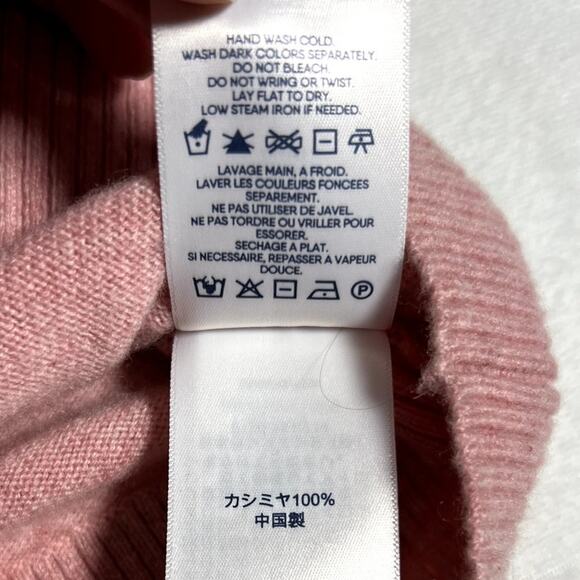 HAND WASH COLD.
WASH DARK COLORS SEPARATELY.
DO NOT BLEACH.
DO NOT WRING OR TWIST.
LAY FLAT TO DRY.
LOW STEAM IRON IF NEEDED.
LAVAGE MAIN, A FROID.
LAVER LES COULEURS FONCEES
SEPAREMENT.
NE PAS UTILISER DE JAVEL.
NE PAS TORDRE OU VRILLER POUR
ESSORER.
SECHAGE A PLAT.
SI NECESSAIRE, REPASSER A VAPEUR
DOUCE.
P
カシミヤ100%
中国製